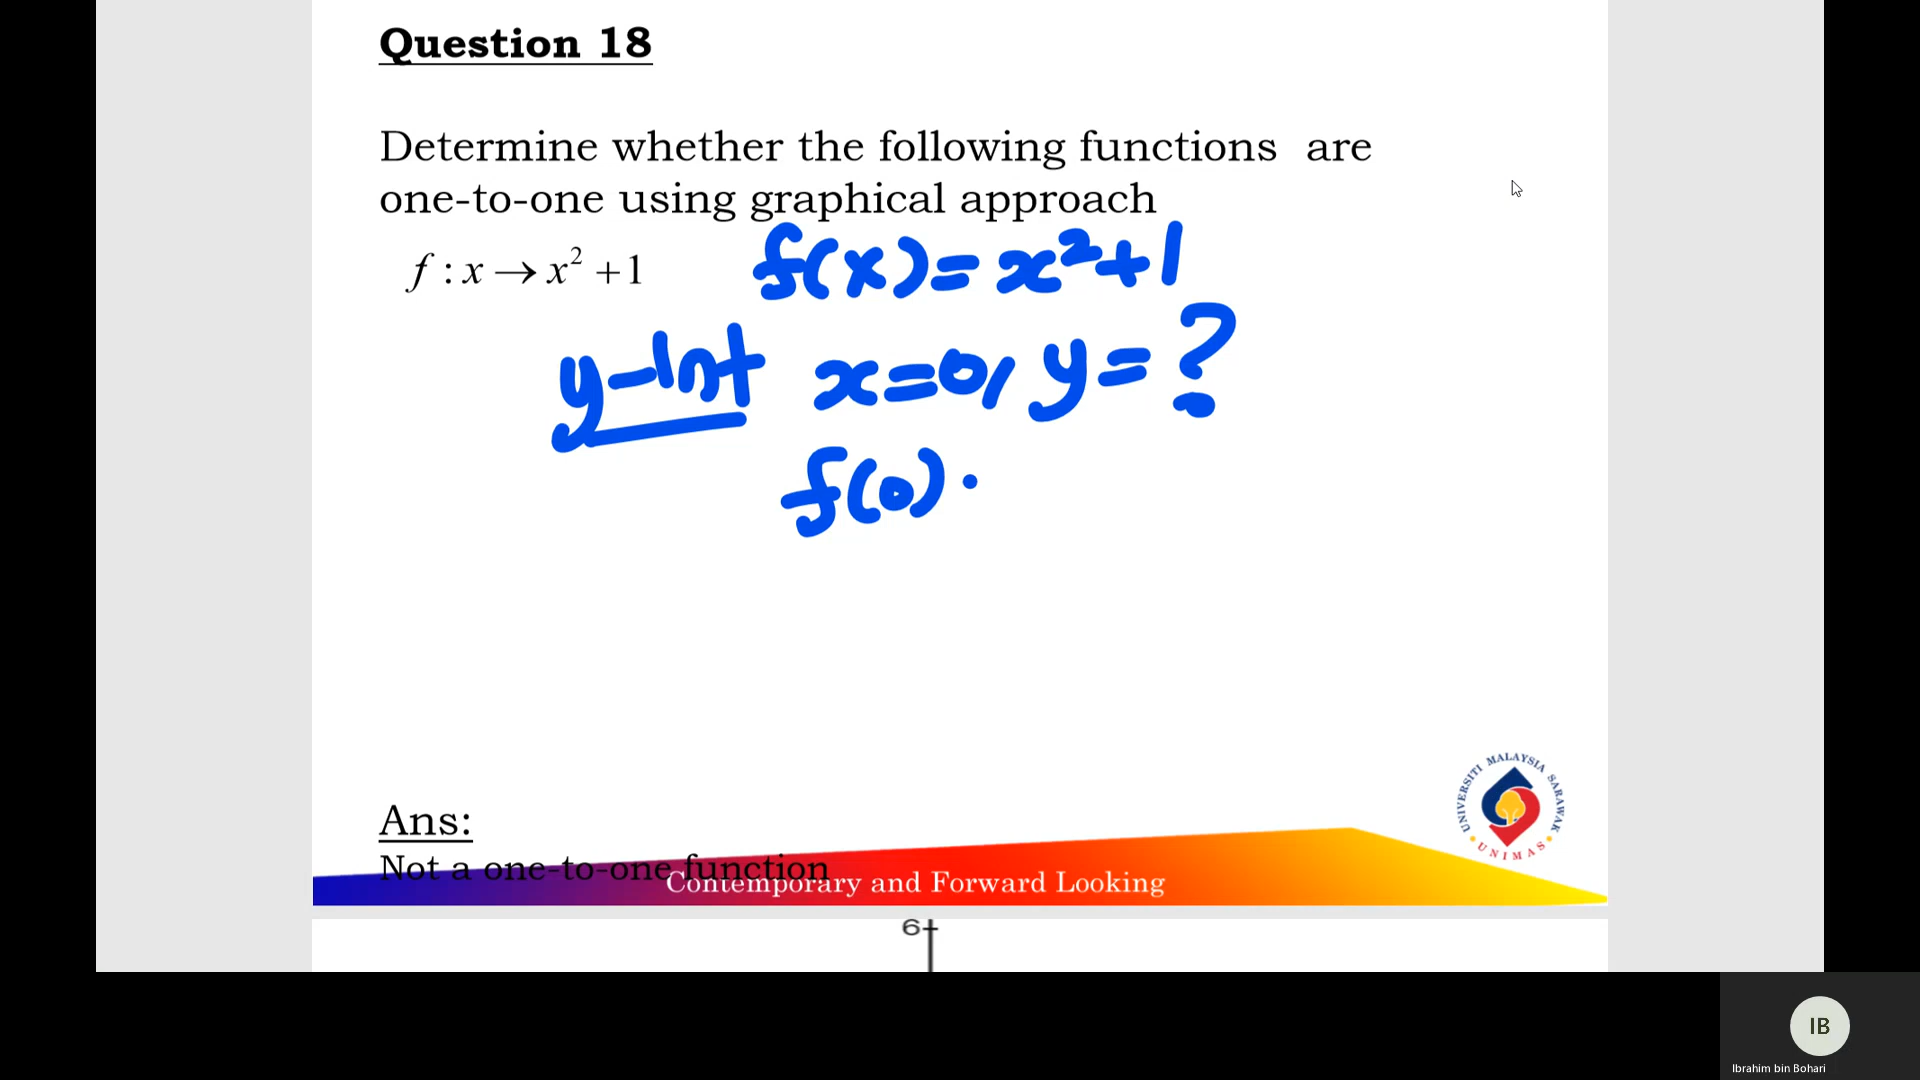 Question 18
Determine whether the following functions are
one-to-one using graphical approach
f : x → x² + 1
f(x) = x² + 1
y-int x=0, y=?
f(0)
UNIVERSITI MALAYSIA SARAWAK
UNIMAS
Ans:
Not a one-to-one function
Contemporary and Forward Looking
6
IB
Ibrahim bin Bohari